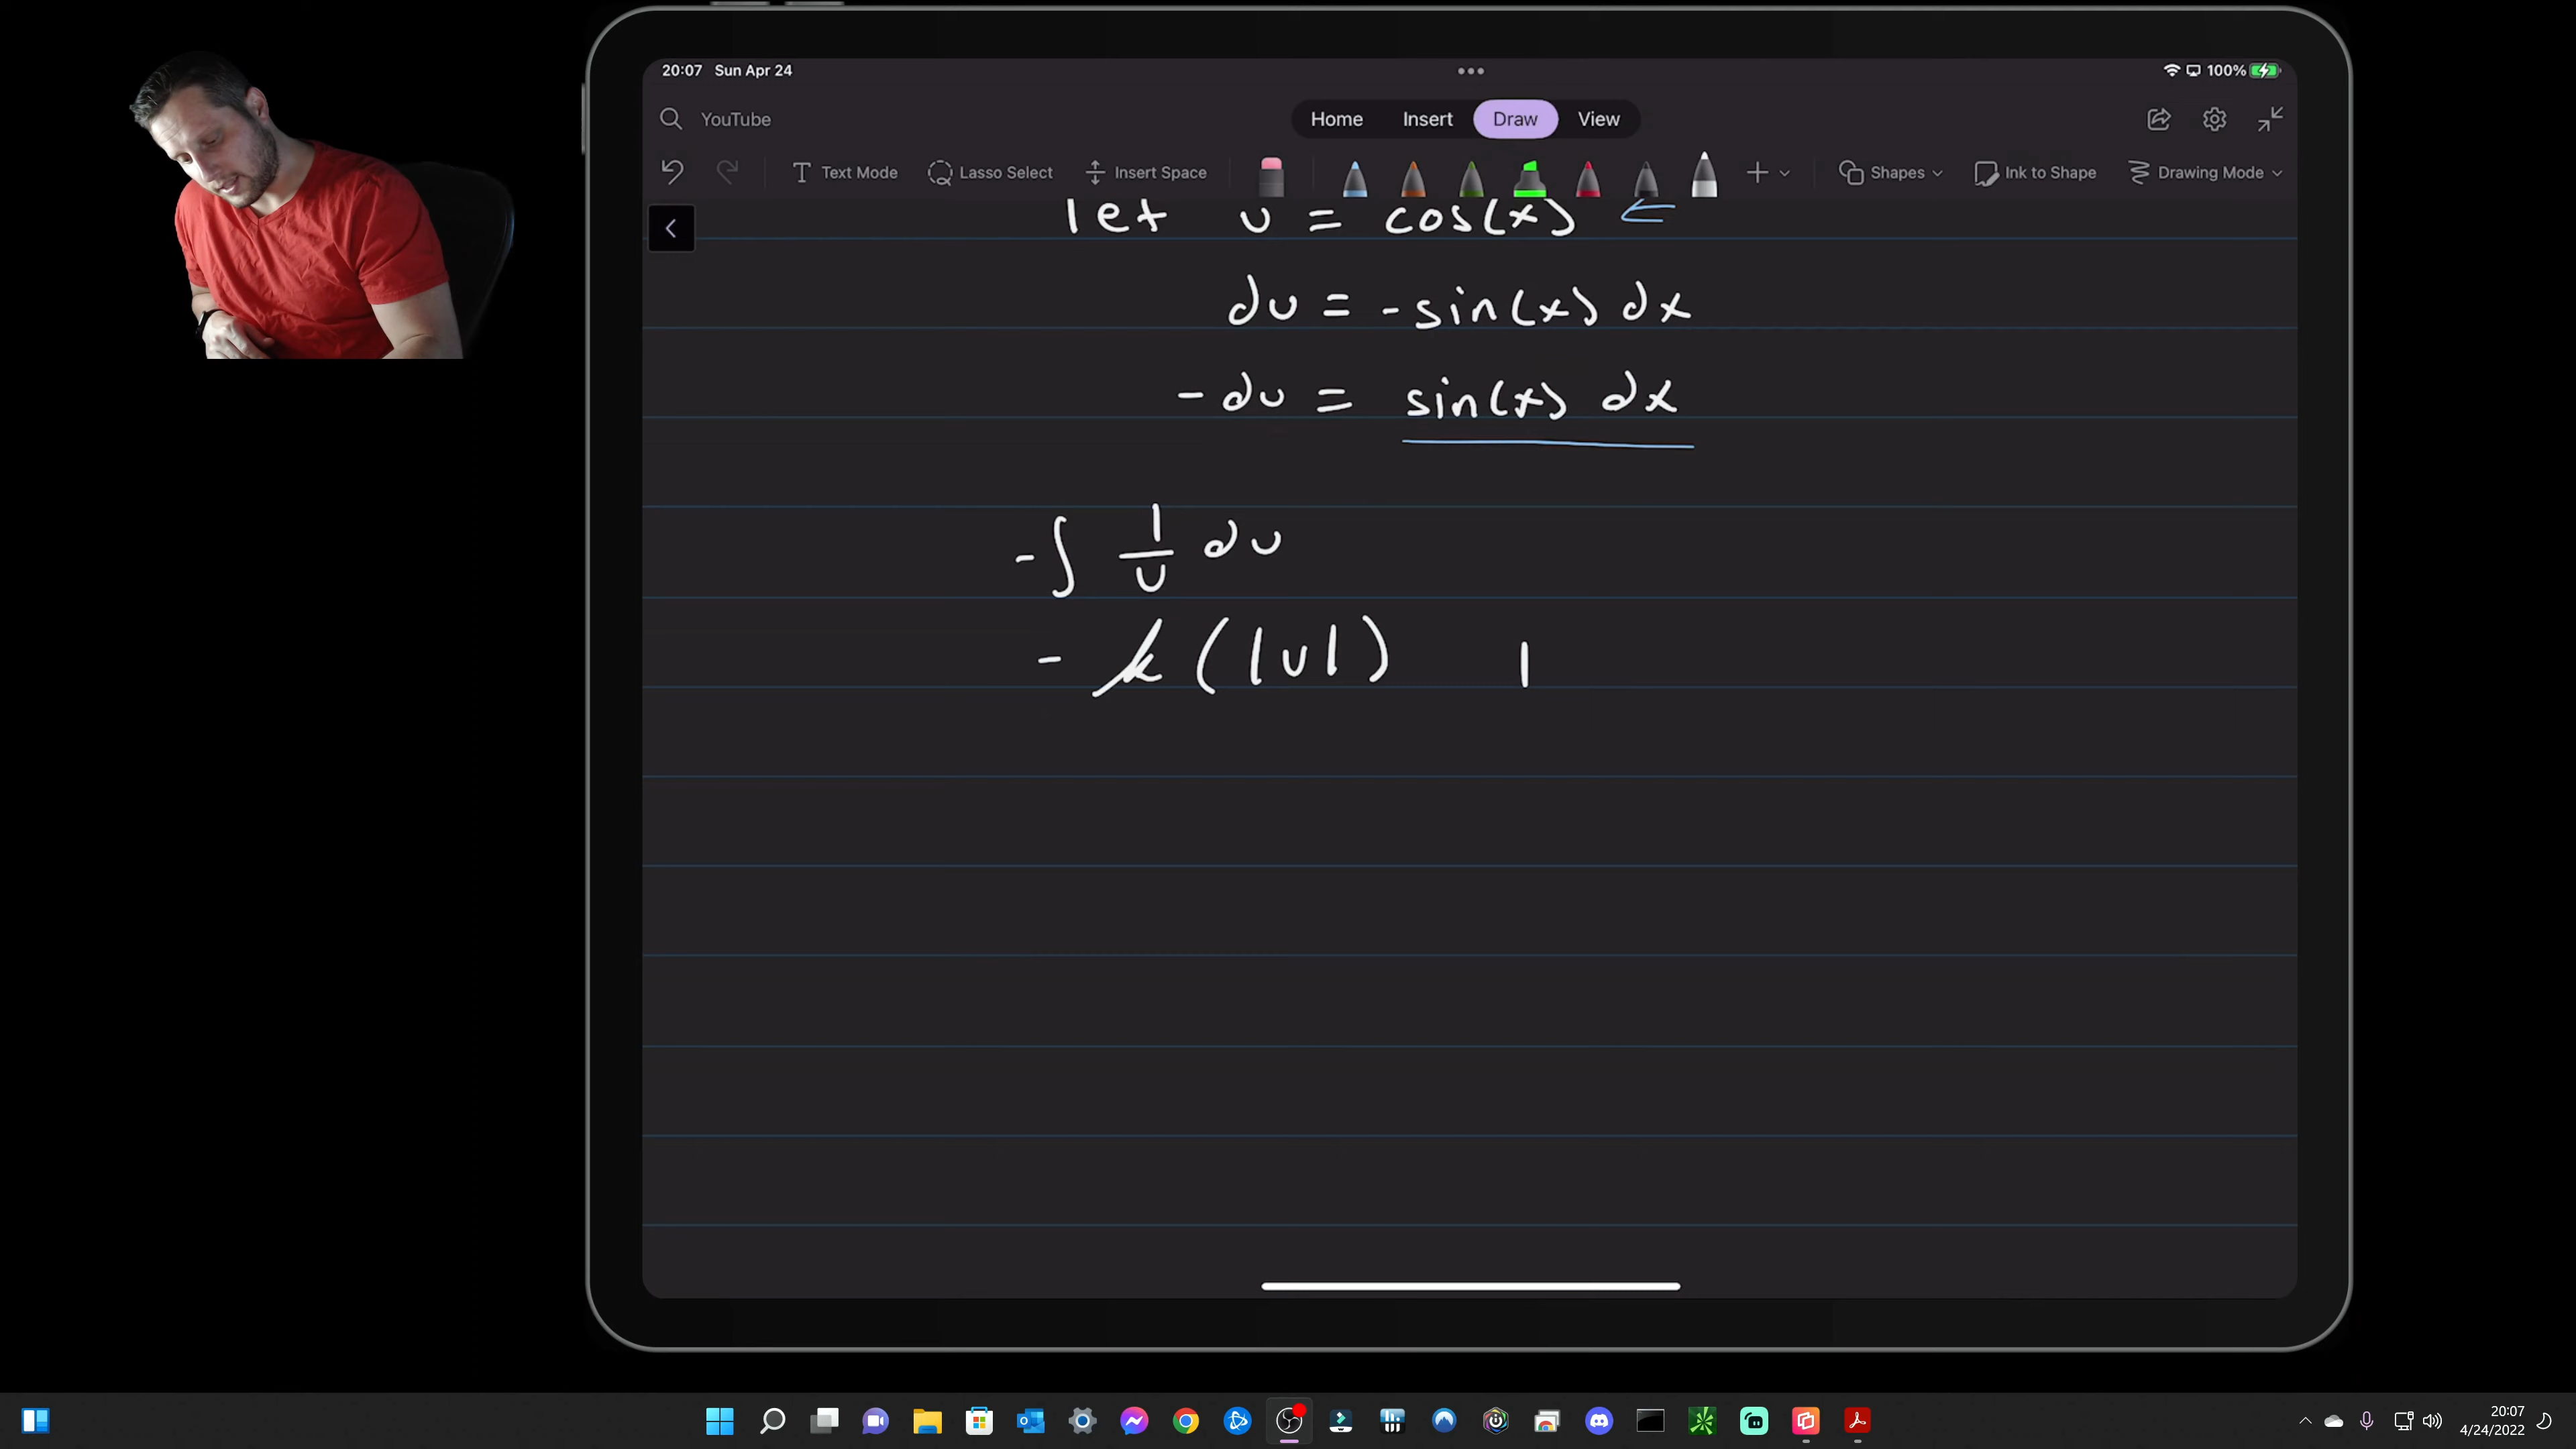 20:07 Sun Apr 24 100%
YouTube Home Insert Draw View
Text Mode Lasso Select Insert Space Shapes Ink to Shape Drawing Mode
let u = cos(x)
du = -sin(x) dx
-du = sin(x) dx
-∫ 1/u du
- ln(|u|) |
20:07
4/24/2022